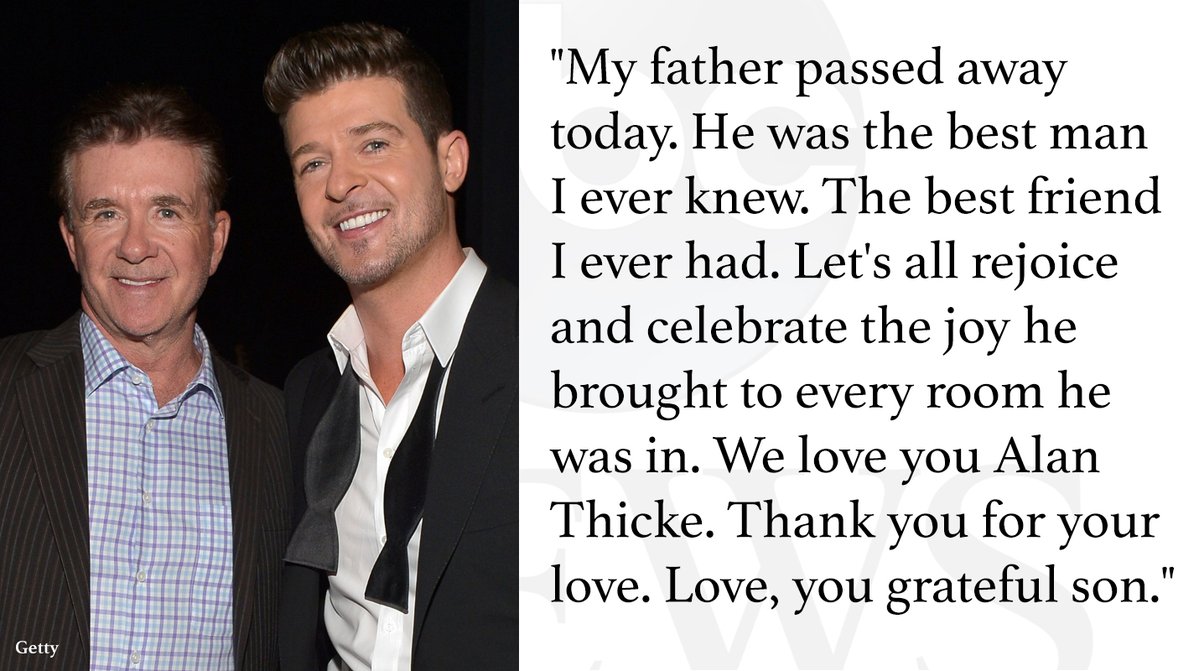 "My father passed away
today. He was the best man
I ever knew. The best friend
I ever had. Let's all rejoice
and celebrate the joy he
brought to every room he
was in. We love you Alan
Thicke. Thank you for your
love. Love, you grateful son."
Getty